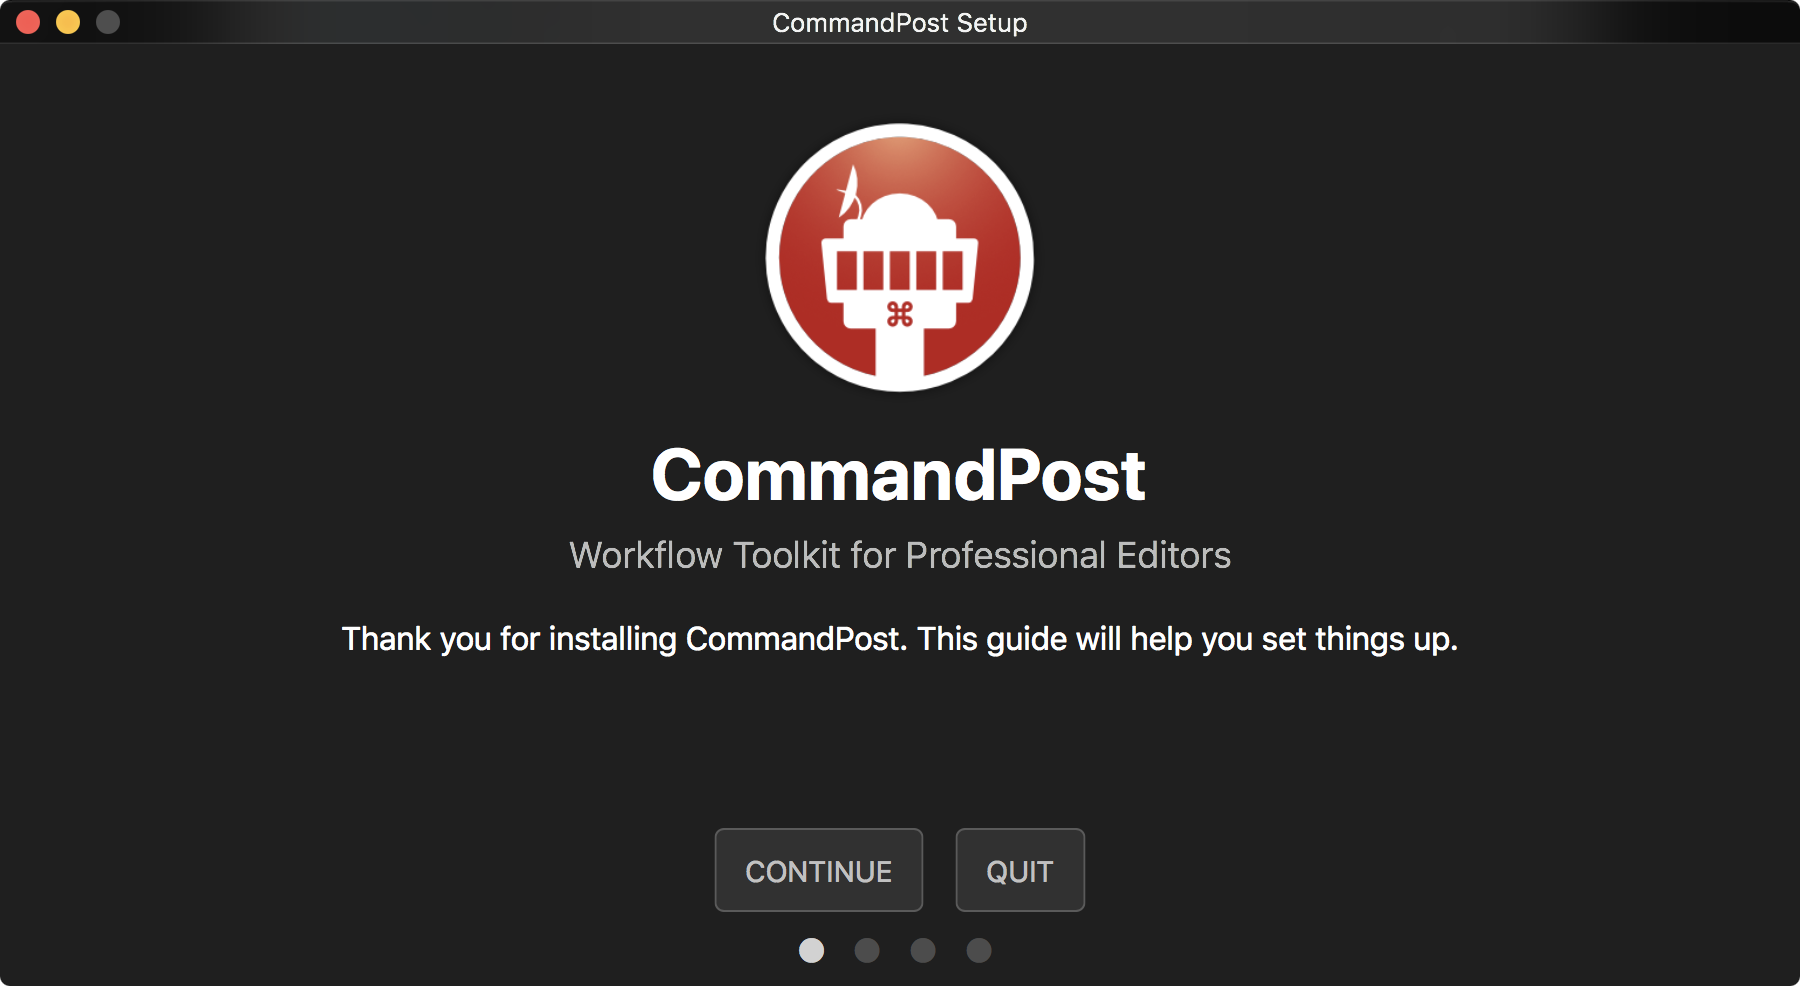 CommandPost Setup
⌘
CommandPost
Workflow Toolkit for Professional Editors
Thank you for installing CommandPost. This guide will help you set things up.
CONTINUE QUIT